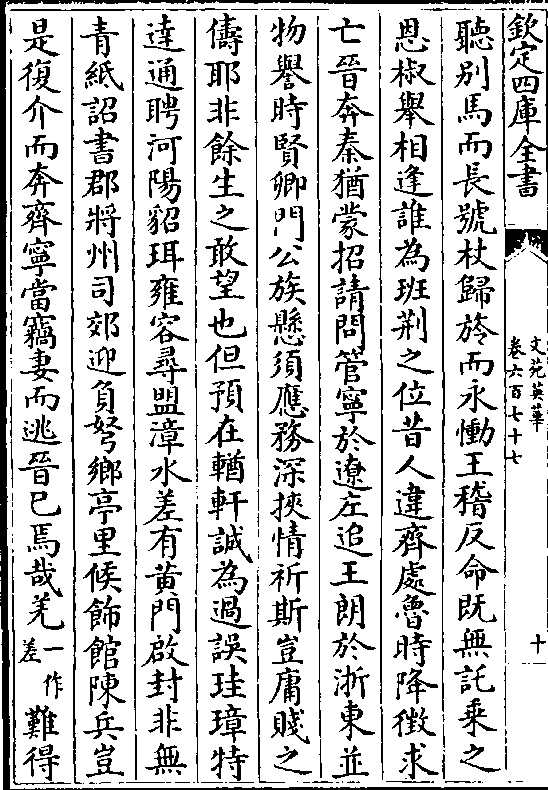 欽定四庫全書
文苑英華
卷六百七十七
十
聽别馬而長號杖歸旍而永慟王稽反命既無託乘之
恩椒舉相逢誰為班荆之位昔人違齊處魯時降徵求
亡晉奔秦猶蒙招請問管寧於遼左追王朗於浙東並
物譽時賢卿門公族懸須應務深挾情祈斯豈庸賤之
儔耶非餘生之敢望也但預在輶軒誠為過誤珪璋特
達通聘河陽貂珥雍容尋盟漳水差有黄門啟封非無
青紙詔書郡將州司郊迎負弩鄉亭里候飾館陳兵豈
是復介而奔齊寧當竊妻而逃晉已焉哉羌一作差難得